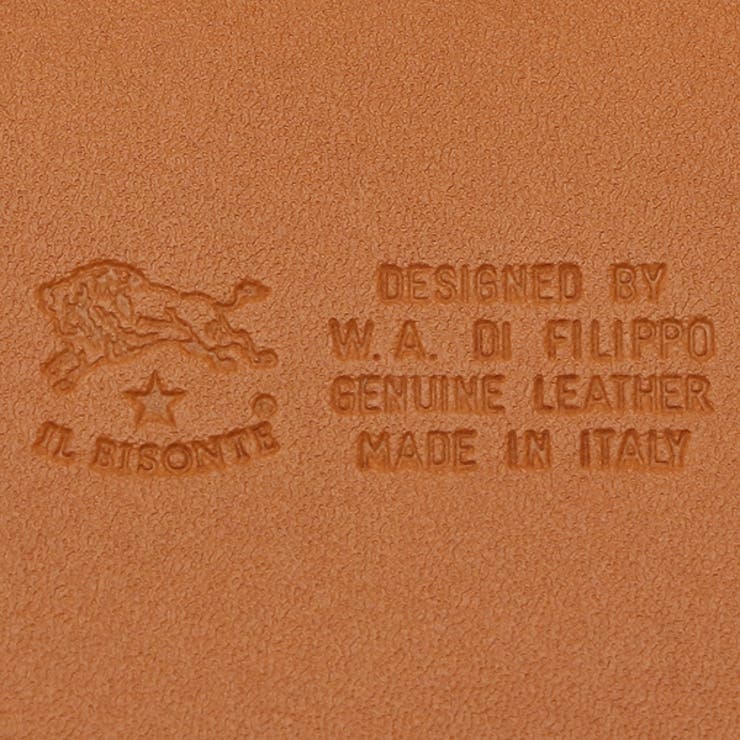 IL BISONTE®
DESIGNED BY
W. A. DI FILIPPO
GENUINE LEATHER
MADE IN ITALY